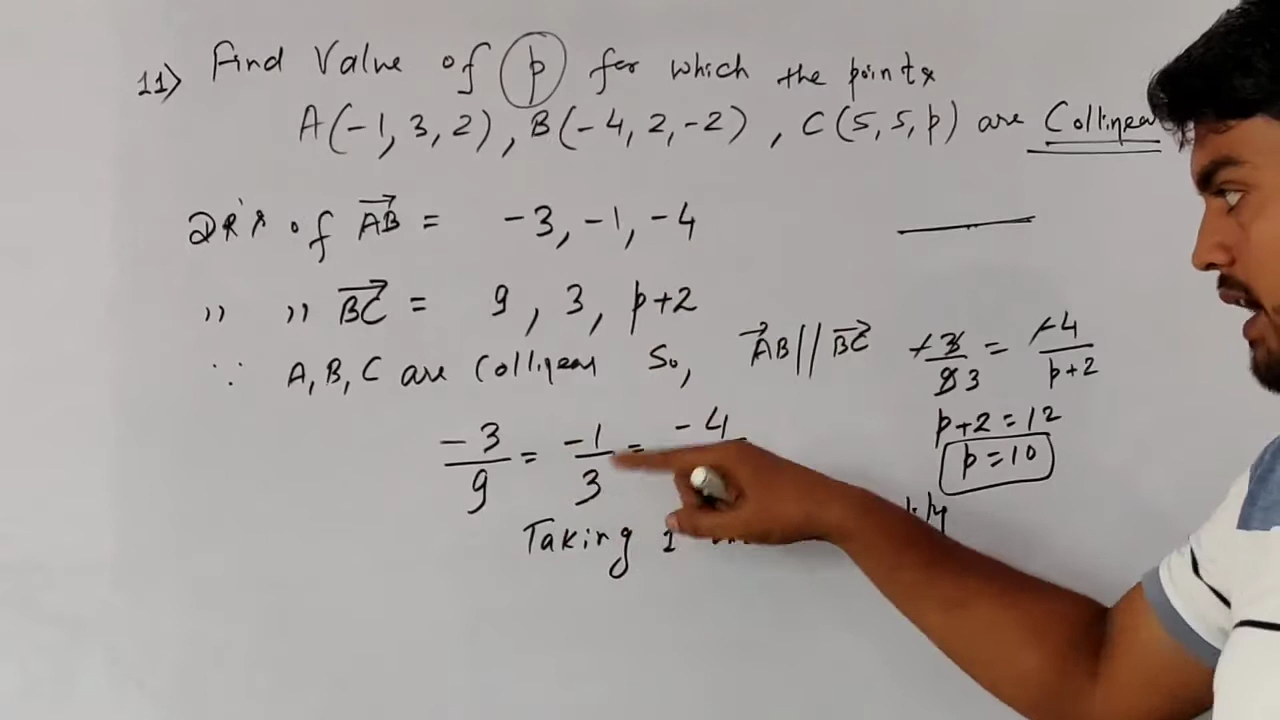 11) Find Value of p for which the points
A(-1, 3, 2), B(-4, 2, -2), C(5, 5, p) are Collinear
DR's of AB = -3, -1, -4
" " BC = 9, 3, p+2
∵ A, B, C are Collinear So, AB // BC
-3/9 = -1/3 = -4
Taking 1
-3/9 3 = -4/p+2
p+2 = 12
p = 10